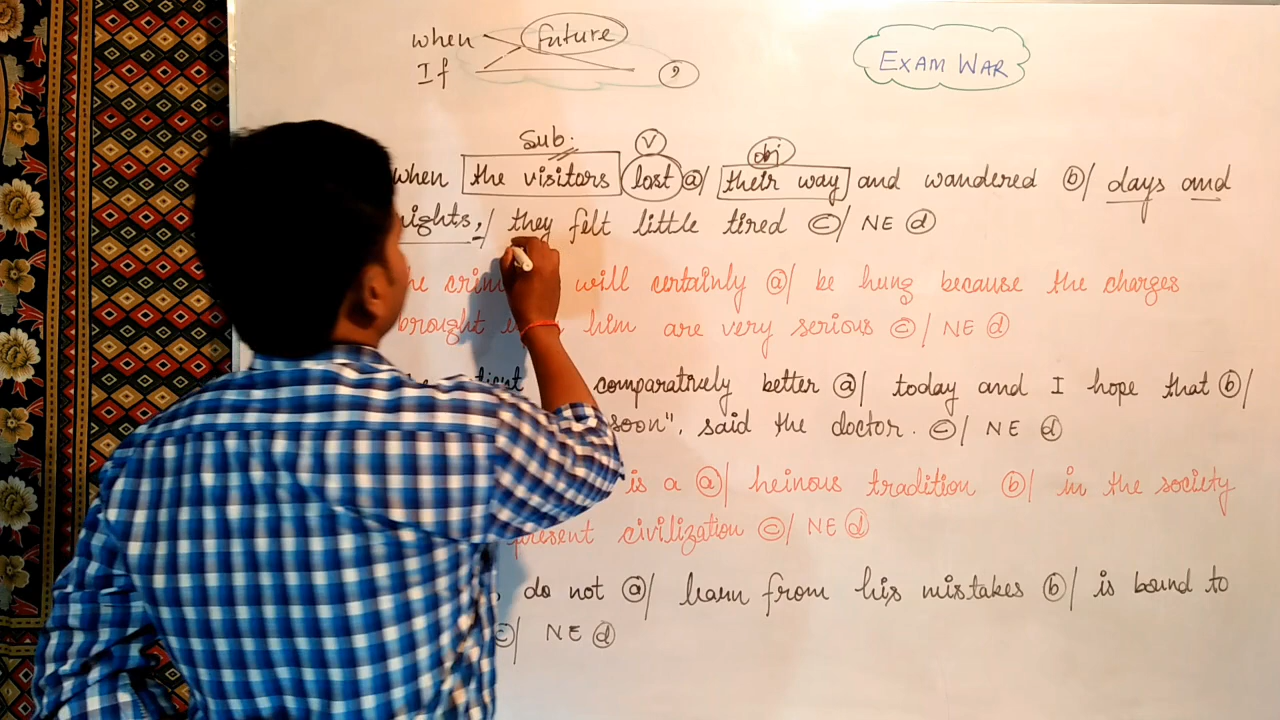 when future
If ,
EXAM WAR
Sub. V obj
when the visitors lost ⓐ/ their way and wandered ⓑ/ days and
nights,/ they felt little tired ⓒ/ NE ⓓ
will certainly ⓐ/ be hung because the charges
brought him are very serious ⓒ/ NE ⓓ
comparatively better ⓐ/ today and I hope that ⓑ/
soon", said the doctor. ⓒ/ NE ⓓ
is a ⓐ/ heinous tradition ⓑ/ in the society
present civilization ⓒ/ NE ⓓ
do not ⓐ/ learn from his mistakes ⓑ/ is bound to
ⓒ/ NE ⓓ